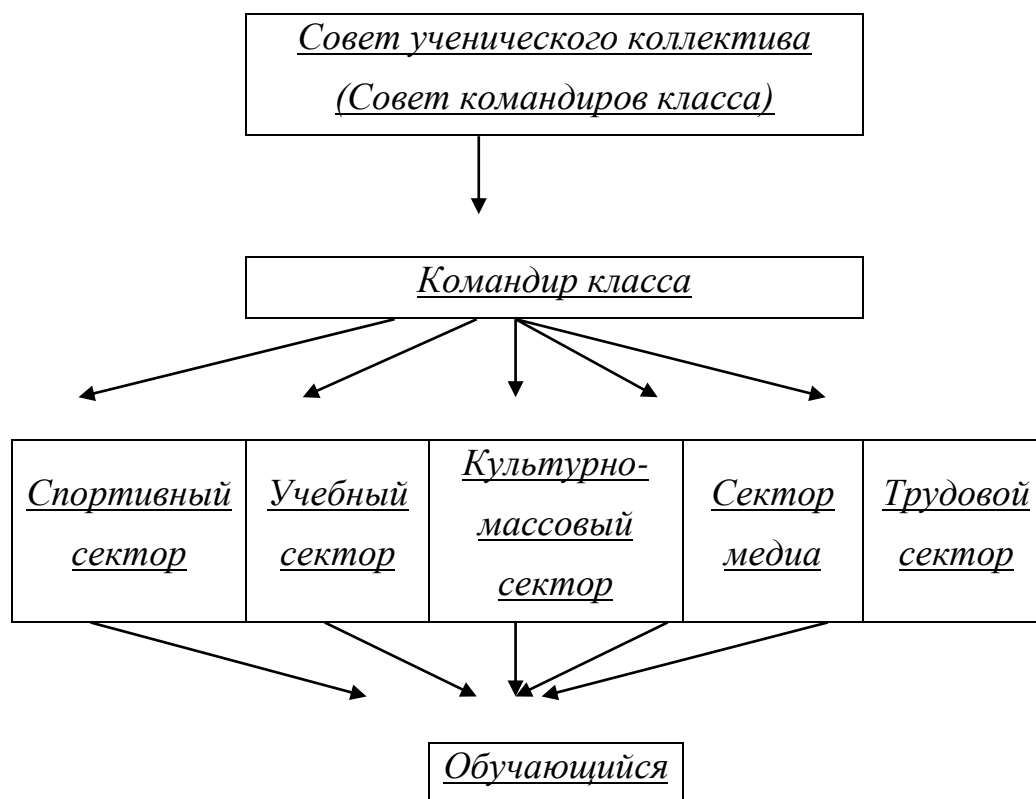 Совет ученического коллектива
(Совет командиров класса)
Командир класса
Спортивный
сектор
Учебный
сектор
Культурно-
массовый
сектор
Сектор
медиа
Трудовой
сектор
Обучающийся